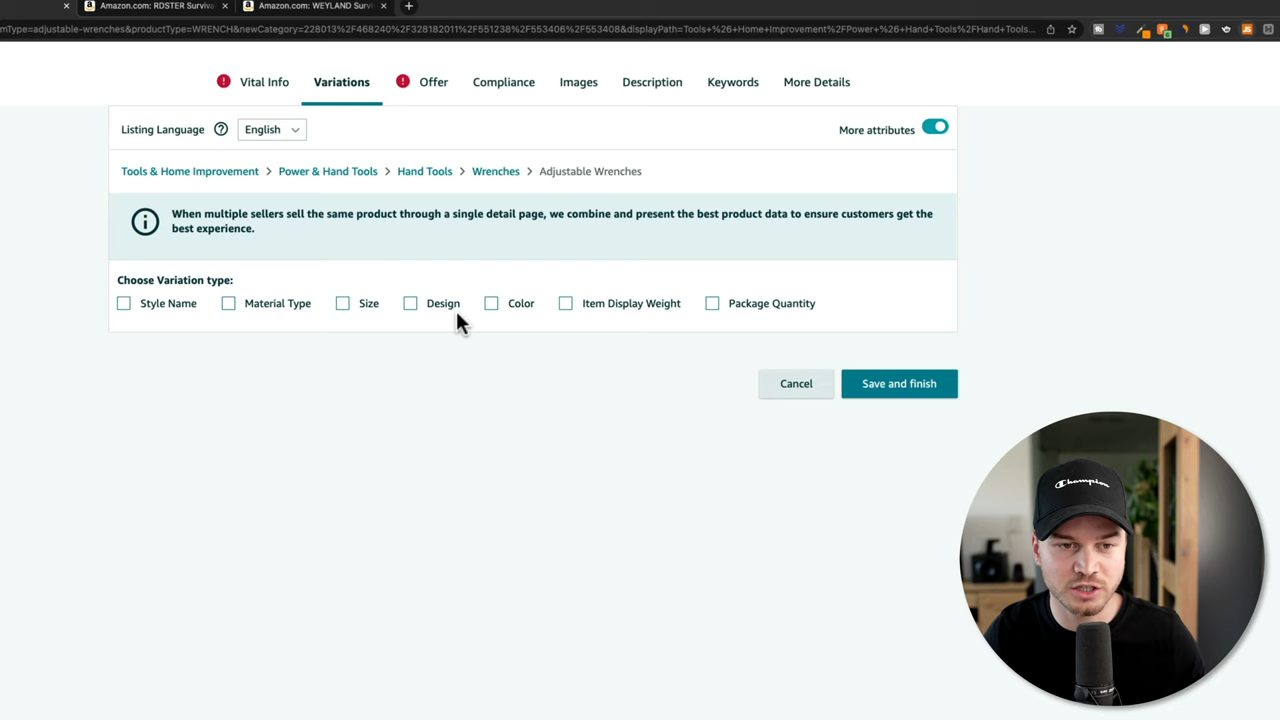 Amazon.com: RDSTER Surviva
Amazon.com: WEYLAND Survi
mType=adjustable-wrenches&productType=WRENCH&newCategory=228013%2F468240%2F328182011%2F551238%2F553406%2F553408&displayPath=Tools+%26+Home+Improvement%2FPower+%26+Hand+Tools%2FHand+Tools...
Vital Info
Variations
Offer
Compliance
Images
Description
Keywords
More Details
Listing Language
English
More attributes
Tools & Home Improvement > Power & Hand Tools > Hand Tools > Wrenches > Adjustable Wrenches
When multiple sellers sell the same product through a single detail page, we combine and present the best product data to ensure customers get the
best experience.
Choose Variation type:
Style Name
Material Type
Size
Design
Color
Item Display Weight
Package Quantity
Cancel
Save and finish
Champion